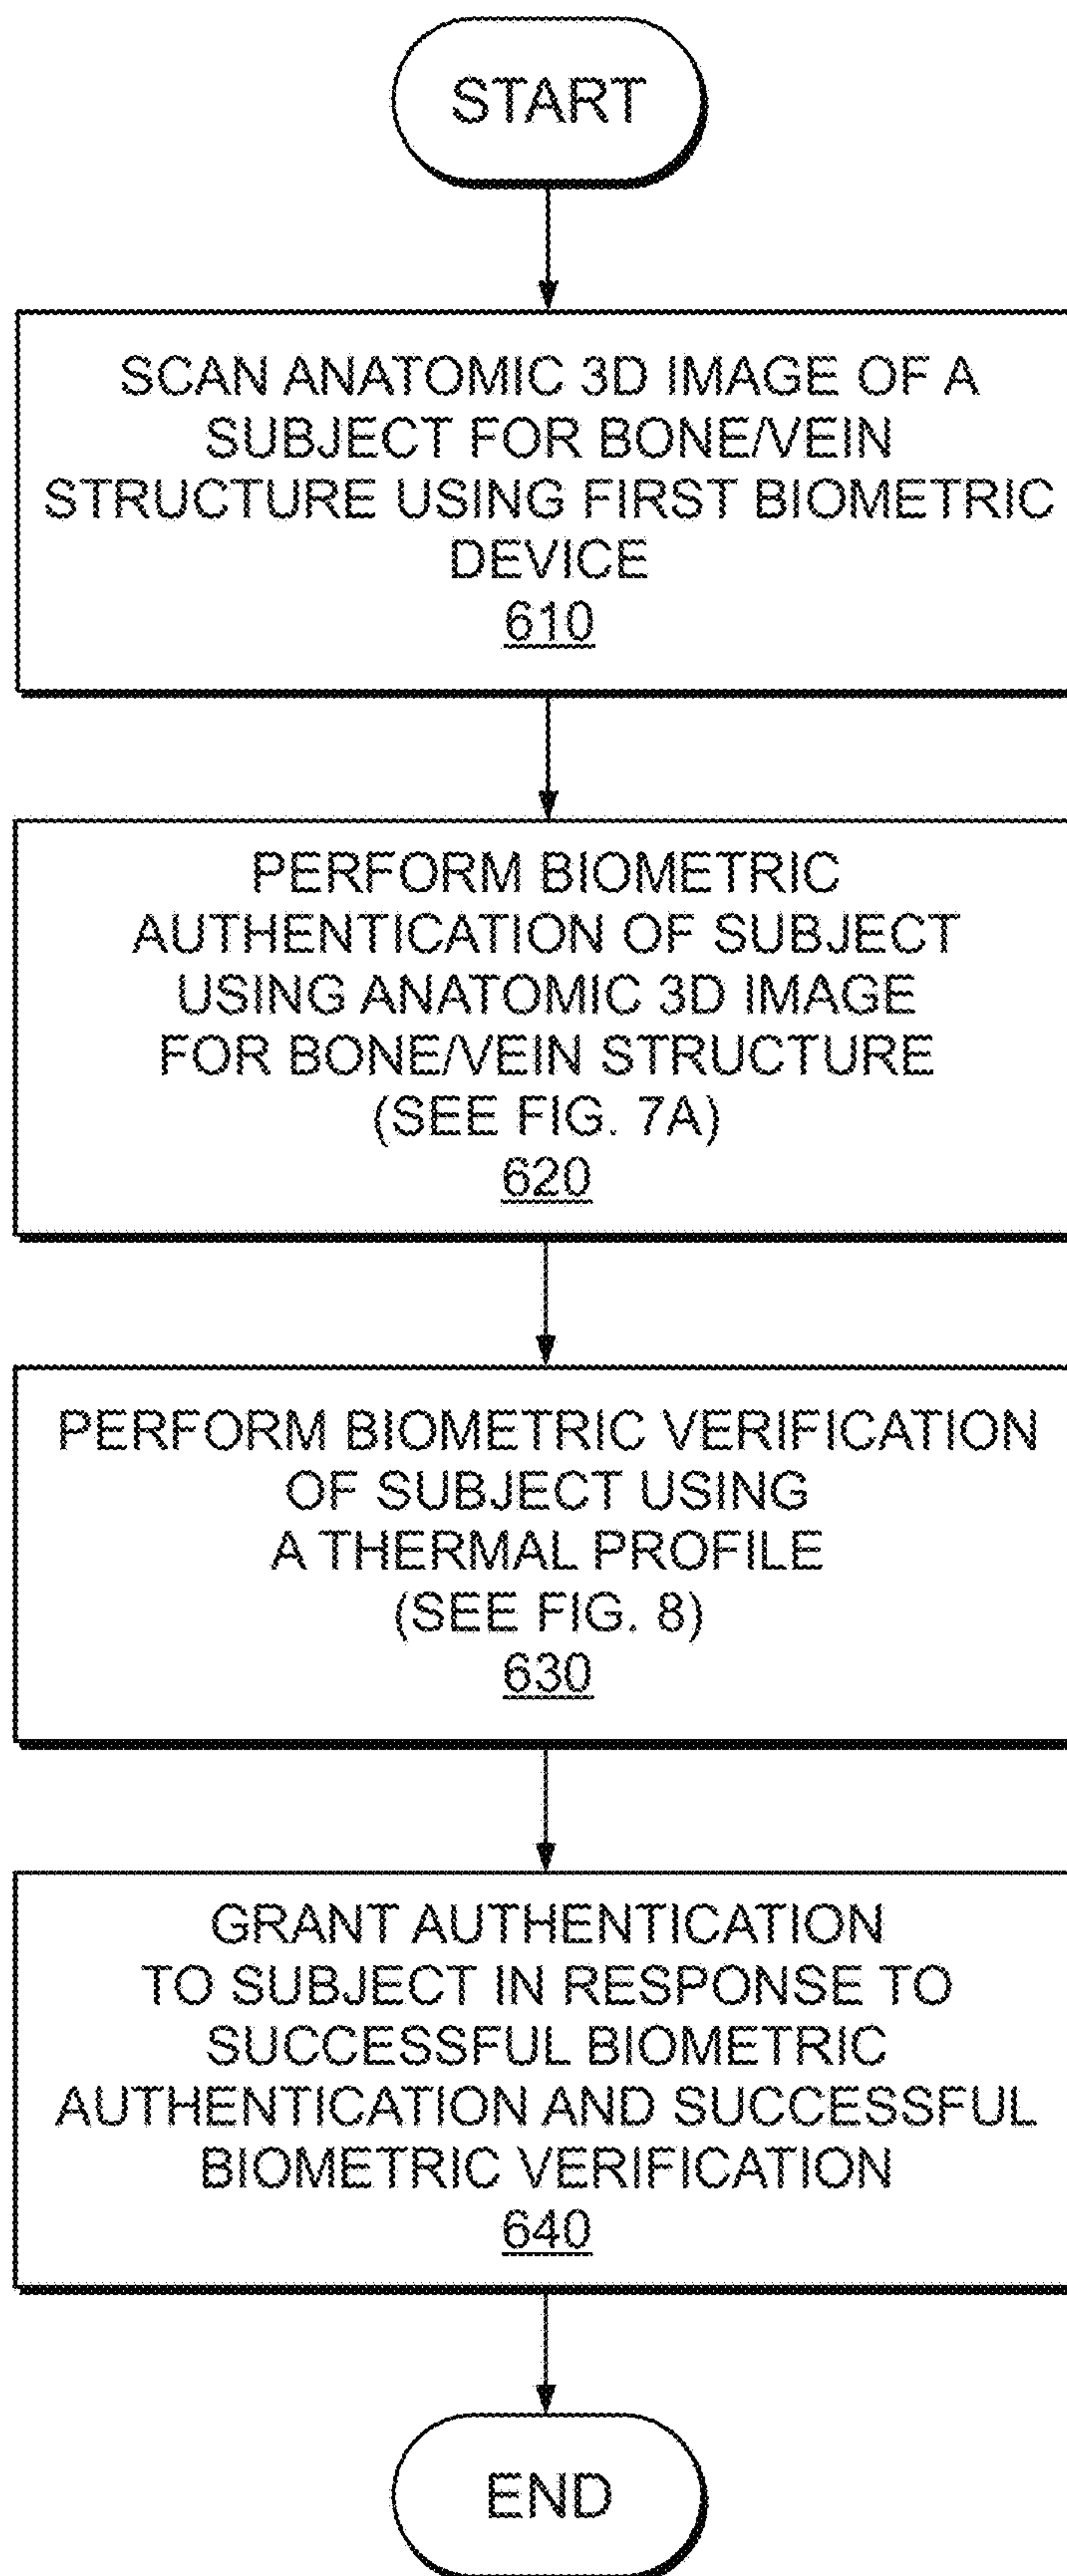 START
SCAN ANATOMIC 3D IMAGE OF A
SUBJECT FOR BONE/VEIN
STRUCTURE USING FIRST BIOMETRIC
DEVICE
610
PERFORM BIOMETRIC
AUTHENTICATION OF SUBJECT
USING ANATOMIC 3D IMAGE
FOR BONE/VEIN STRUCTURE
(SEE FIG. 7A)
620
PERFORM BIOMETRIC VERIFICATION
OF SUBJECT USING
A THERMAL PROFILE
(SEE FIG. 8)
630
GRANT AUTHENTICATION
TO SUBJECT IN RESPONSE TO
SUCCESSFUL BIOMETRIC
AUTHENTICATION AND SUCCESSFUL
BIOMETRIC VERIFICATION
640
END